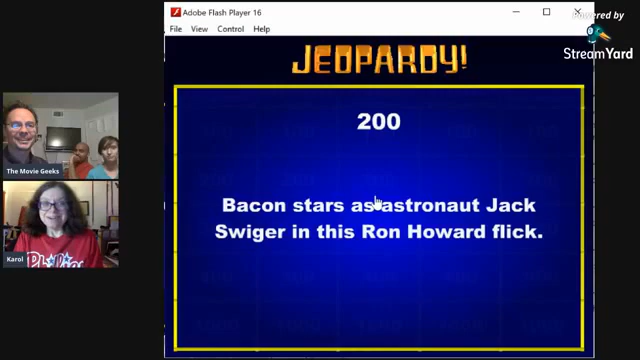 Adobe Flash Player 16
Powered by
File View Control Help
StreamYard
JEOPARDY!
200
The Movie Geeks
Bacon stars as astronaut Jack
Swiger in this Ron Howard flick.
Phillies
Karol